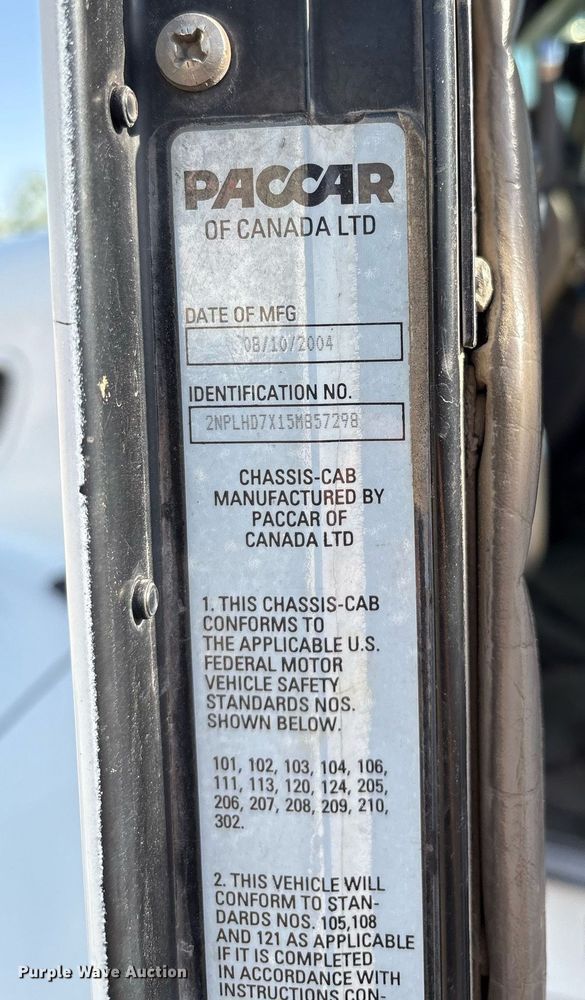 PACCAR
OF CANADA LTD
DATE OF MFG
08/10/2004
IDENTIFICATION NO.
2NPLHD7X15M857298
CHASSIS-CAB
MANUFACTURED BY
PACCAR OF
CANADA LTD
1. THIS CHASSIS-CAB
CONFORMS TO
THE APPLICABLE U.S.
FEDERAL MOTOR
VEHICLE SAFETY
STANDARDS NOS.
SHOWN BELOW.
101, 102, 103, 104, 106,
111, 113, 120, 124, 205,
206, 207, 208, 209, 210,
302.
2. THIS VEHICLE WILL
CONFORM TO STAN-
DARDS NOS. 105,108
AND 121 AS APPLICABLE
IF IT IS COMPLETED
IN ACCORDANCE WITH
INSTRUCTIONS CON-
Purple Wave Auction